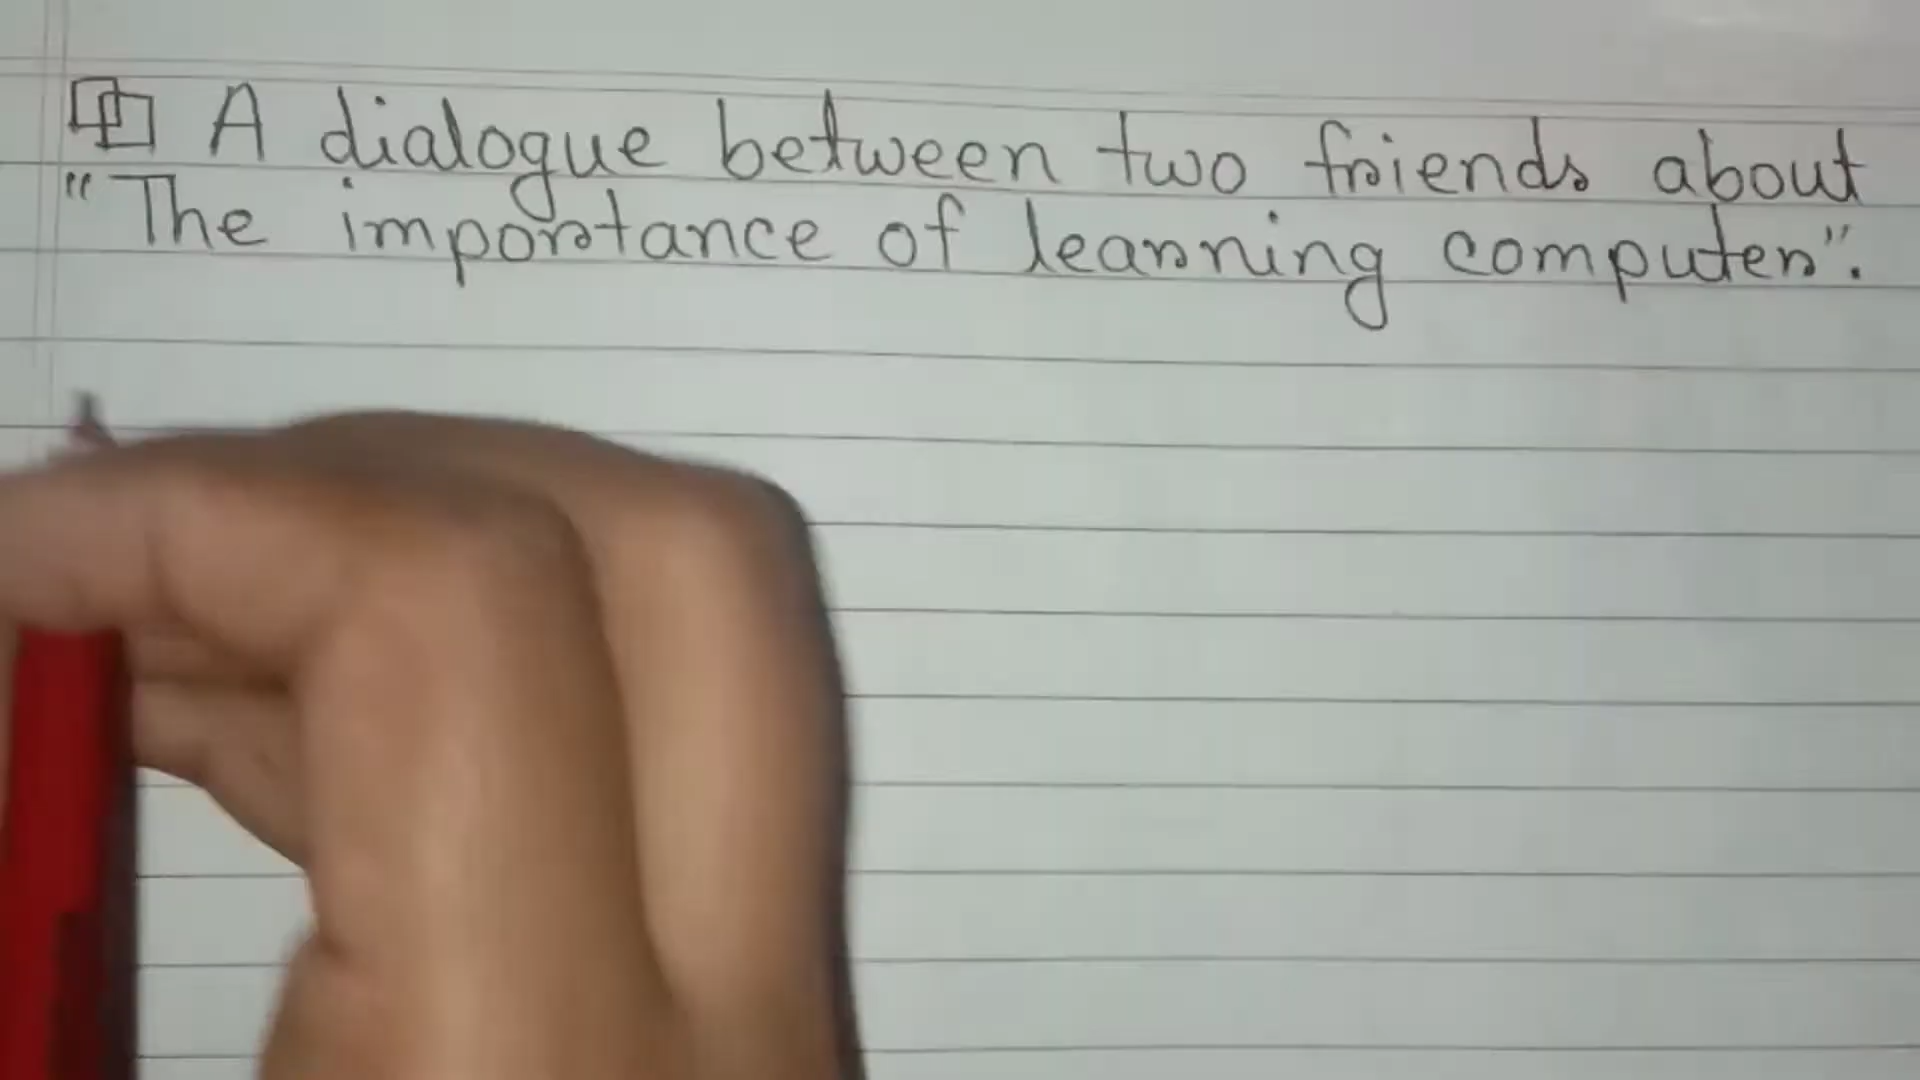 A dialogue between two friends about
"The importance of learning computer".